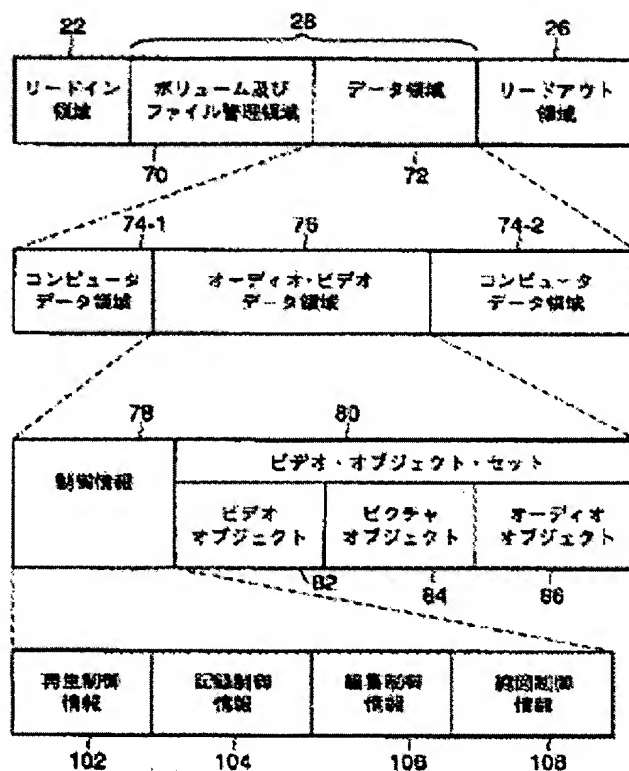 22
28
26
リードイン
領域
ボリューム及び
ファイル管理領域
データ領域
リードアウト
領域
70
72
74-1
76
74-2
コンピュータ
データ領域
オーディオ・ビデオ
データ領域
コンピュータ
データ領域
78
80
制御情報
ビデオ・オブジェクト・セット
ビデオ
オブジェクト
ピクチャ
オブジェクト
オーディオ
オブジェクト
82
84
86
再生制御
情報
記録制御
情報
編集制御
情報
縮図制御
情報
102
104
106
108